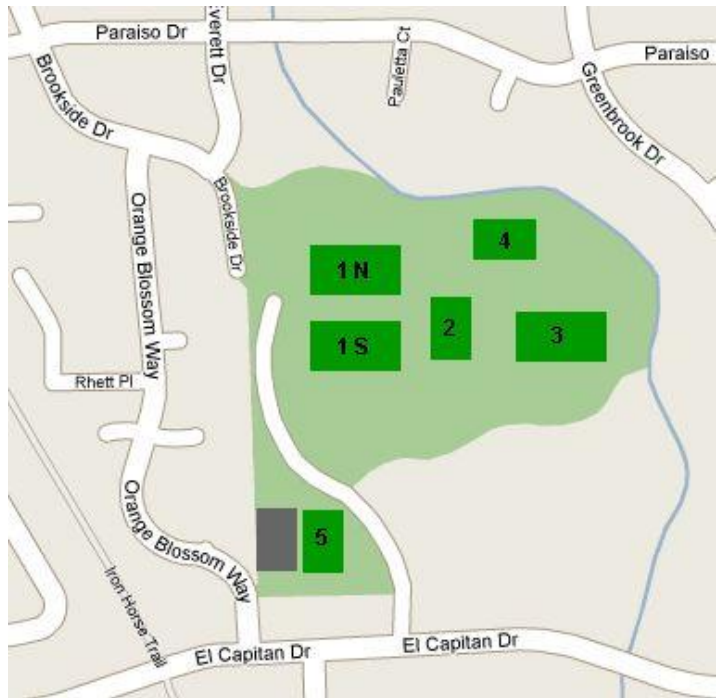 Paraiso Dr
Everett Dr
Paraiso
Pauletta Ct
Brookside Dr
Greenbrook Dr
Brookside Dr
Orange Blossom Way
4
1 N
2
3
1 S
Rhett Pl
Orange Blossom Way
5
Iron Horse Trail
El Capitan Dr
El Capitan Dr